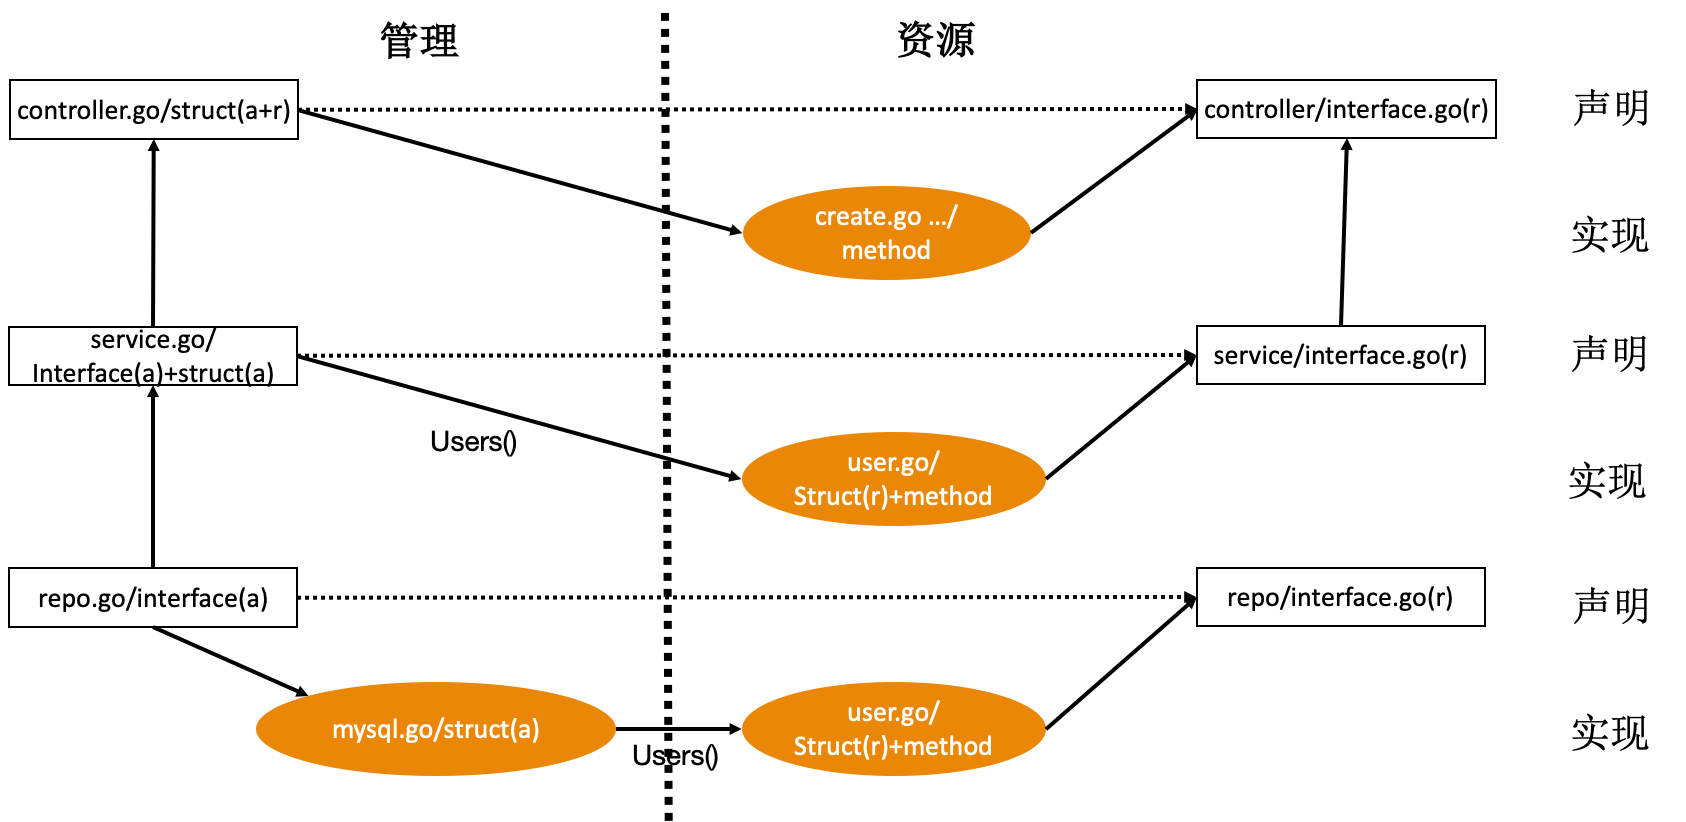 管理
资源
controller.go/struct(a+r)
controller/interface.go(r)
声明
create.go .../
method
实现
service.go/
Interface(a)+struct(a)
service/interface.go(r)
声明
Users()
user.go/
Struct(r)+method
实现
repo.go/interface(a)
repo/interface.go(r)
声明
mysql.go/struct(a)
Users()
user.go/
Struct(r)+method
实现